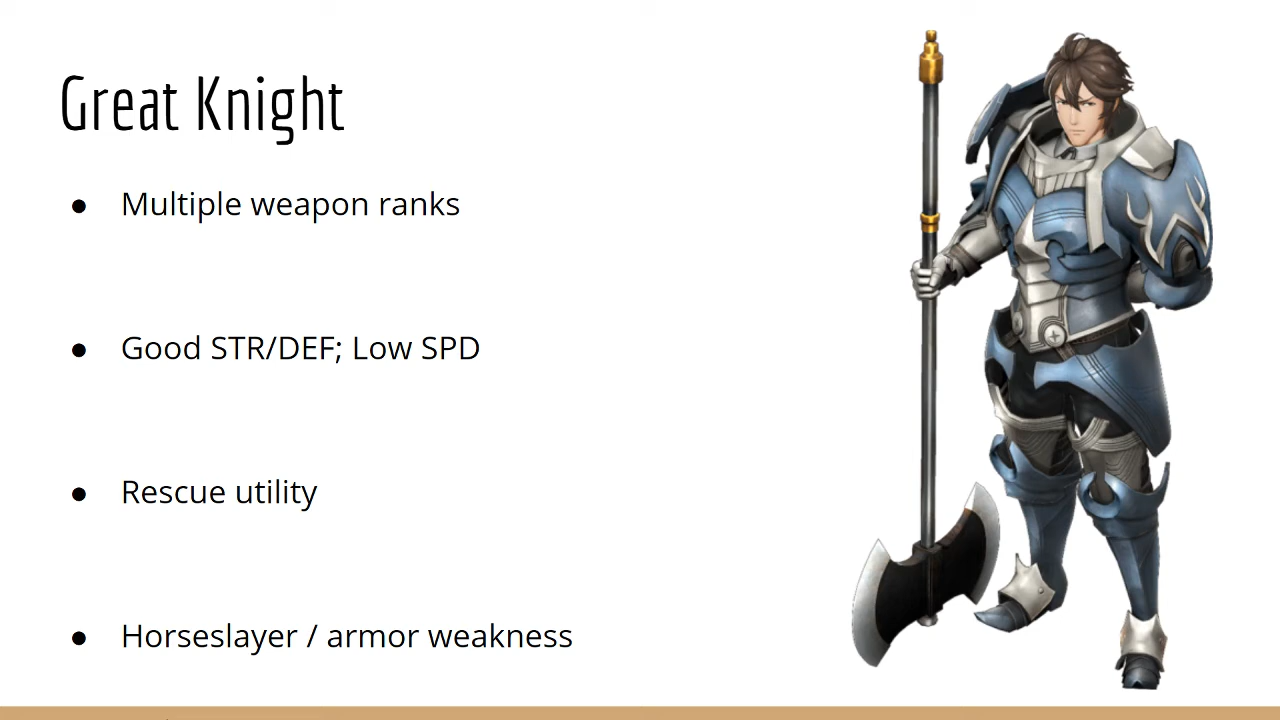 Great Knight
● Multiple weapon ranks
● Good STR/DEF; Low SPD
● Rescue utility
● Horseslayer / armor weakness